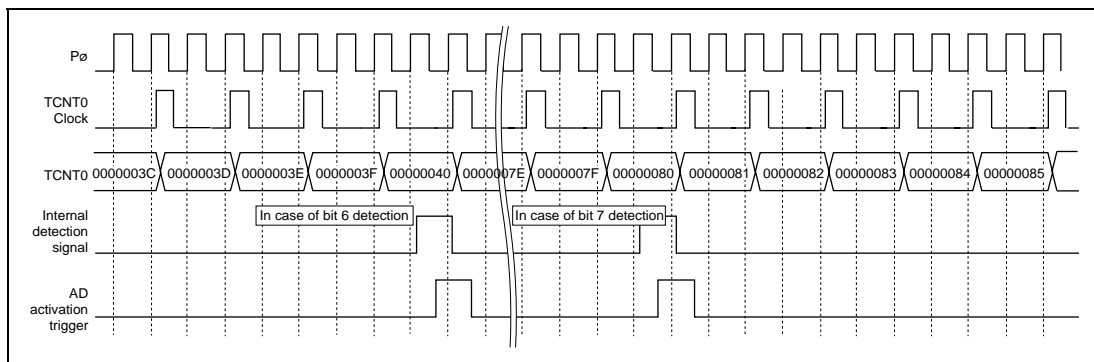 Pø
TCNT0
Clock
TCNT0 0000003C 0000003D 0000003E 0000003F 00000040 0000007E 0000007F 00000080 00000081 00000082 00000083 00000084 00000085
Internal
detection
signal
In case of bit 6 detection In case of bit 7 detection
AD
activation
trigger